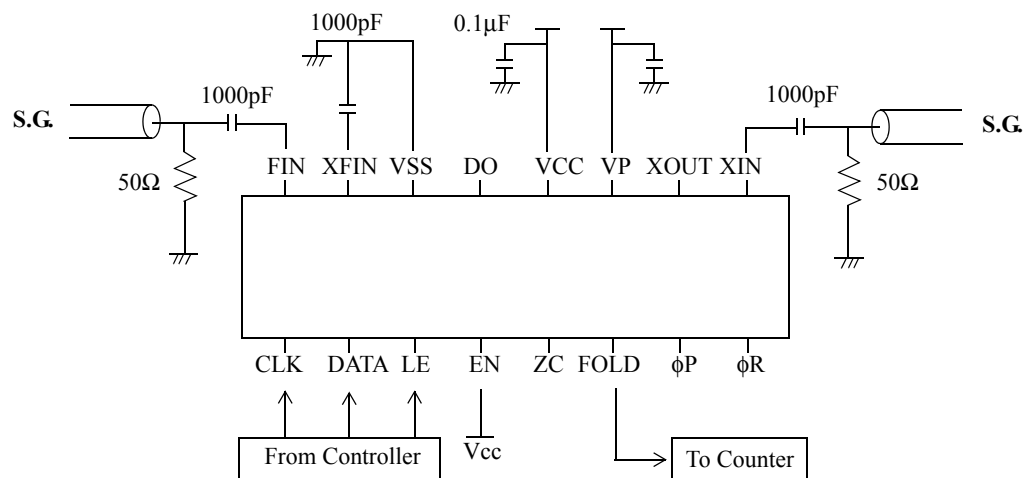 1000pF
0.1μF
S.G.
1000pF
1000pF
S.G.
50Ω
FIN XFIN VSS DO VCC VP XOUT XIN
50Ω
CLK DATA LE EN ZC FOLD ϕP ϕR
From Controller
Vcc
To Counter